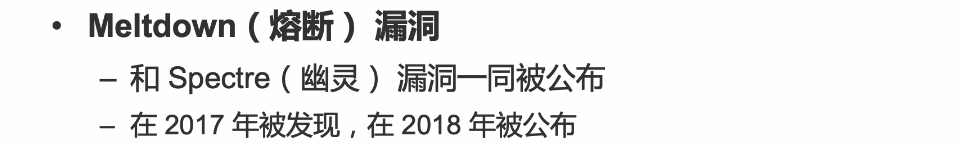 • Meltdown（熔断） 漏洞
– 和 Spectre（幽灵） 漏洞一同被公布
– 在 2017 年被发现，在 2018 年被公布